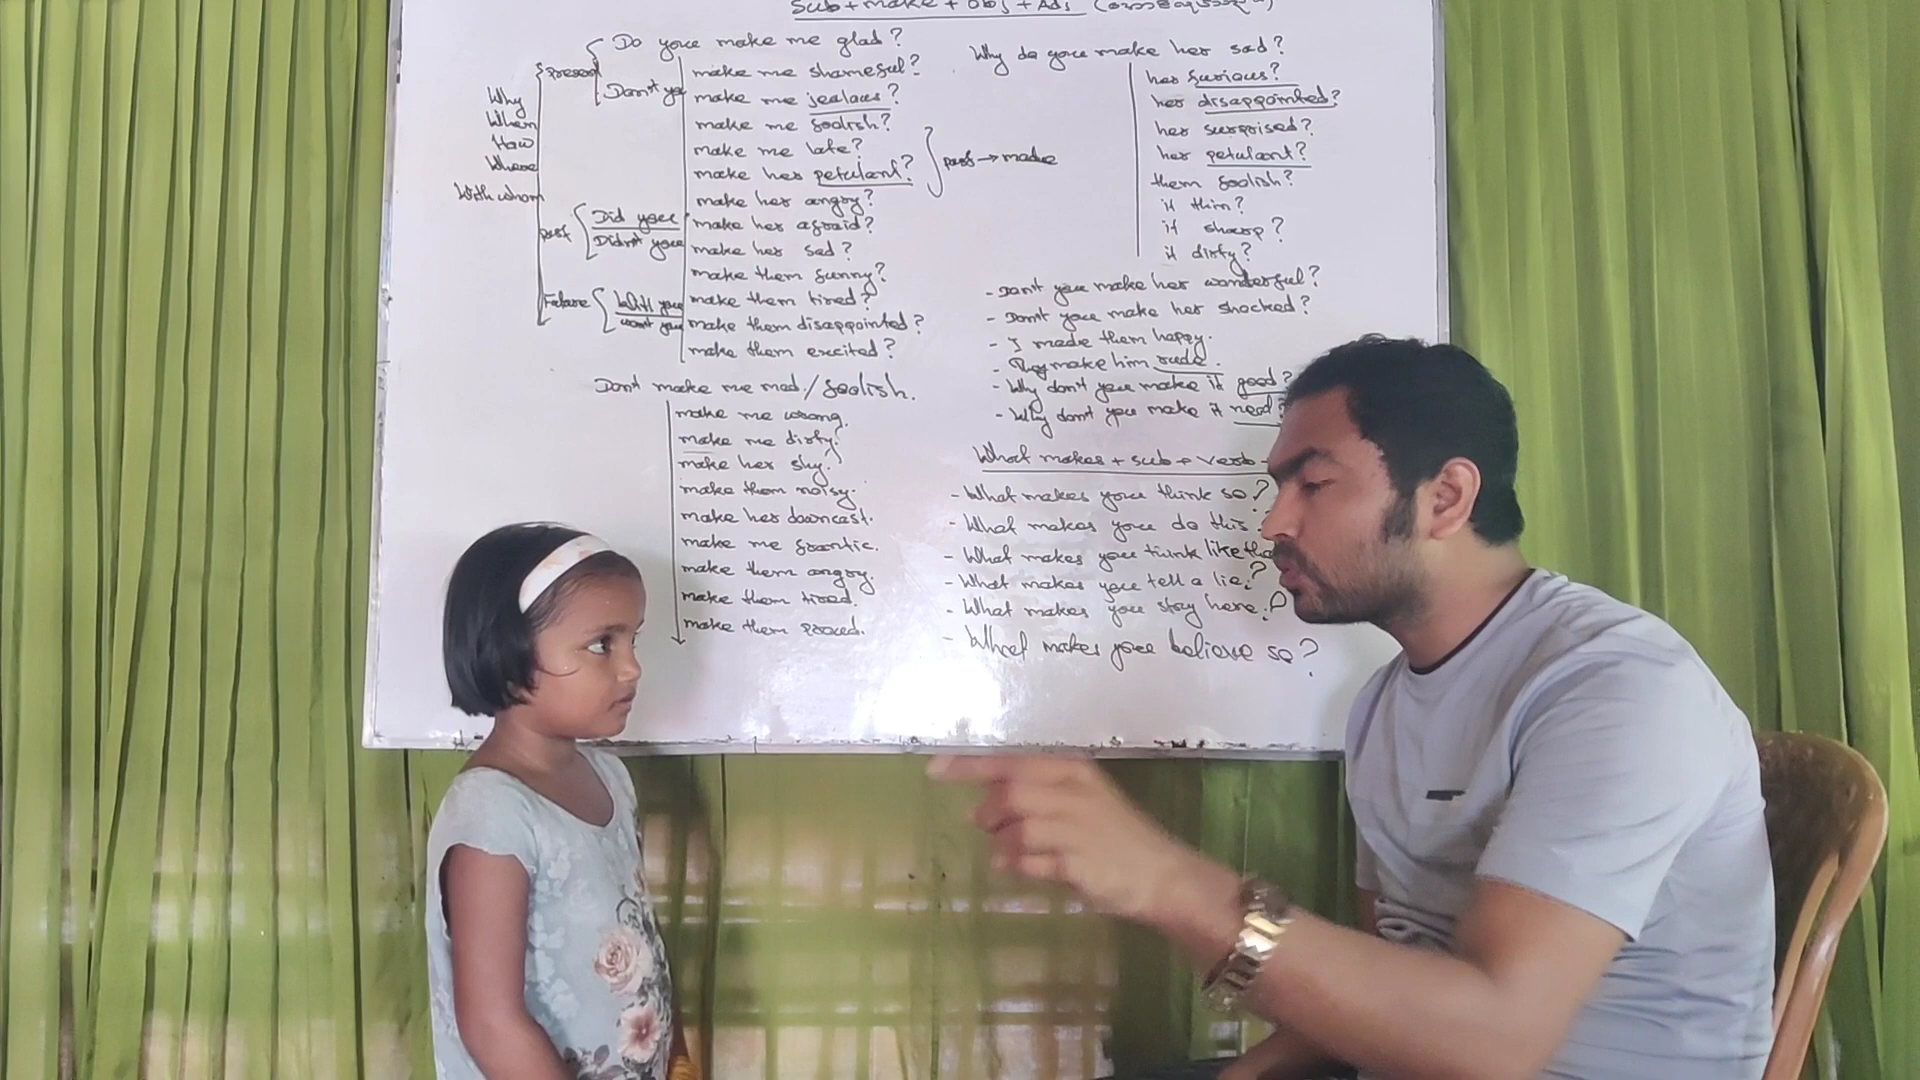 Sub + make + Obj + Adj
Do you make me glad?
Present
Don't you
make me shameful?
make me jealous?
make me foolish?
make me late?
make her petulant?
make her angry?
make her afraid?
make her sad?
make them funny?
make them tired?
make them disappointed?
make them excited?
Why
When
How
Where
With whom
past
Did you
Didn't you
Future
Will you
won't you
past → made
Don't make me mad./foolish.
make me wrong.
make me dirty.
make her shy.
make them noisy.
make her downcast.
make me frantic.
make them angry.
make them tired.
make them proud.
Why do you make her sad?
her furious?
her disappointed?
her surprised?
her petulant?
them foolish?
it thin?
it sharp?
it dirty?
- Don't you make her wonderful?
- Don't you make her shocked?
- I made them happy.
- They make him rude.
- Why don't you make it good?
- Why don't you make it neat?
What makes + sub + verb
- What makes you think so?
- What makes you do this
- What makes you think like
- What makes you tell a lie?
- What makes you stay here?
- What makes you believe so?